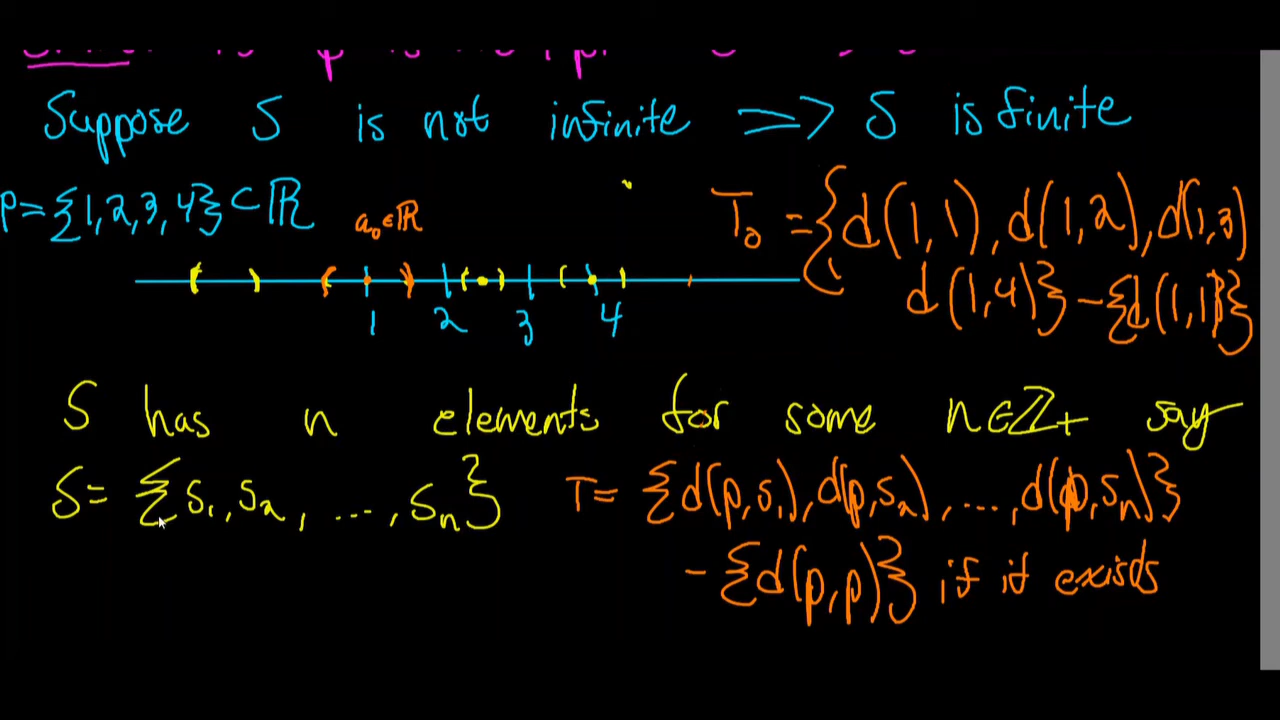 Suppose S is not infinite => S is finite
P = {1,2,3,4} ⊂ ℝ
a₀ ∈ ℝ
T₀ = {d(1,1), d(1,2), d(1,3)
d(1,4)} - {d(1,1)}
1 2 3 4
S has n elements for some n ∈ ℤ+ say
S = {s₁, s₂, ..., sₙ} T = {d(p,s₁), d(p,s₂), ..., d(p,sₙ)}
- {d(p,p)} if it exists